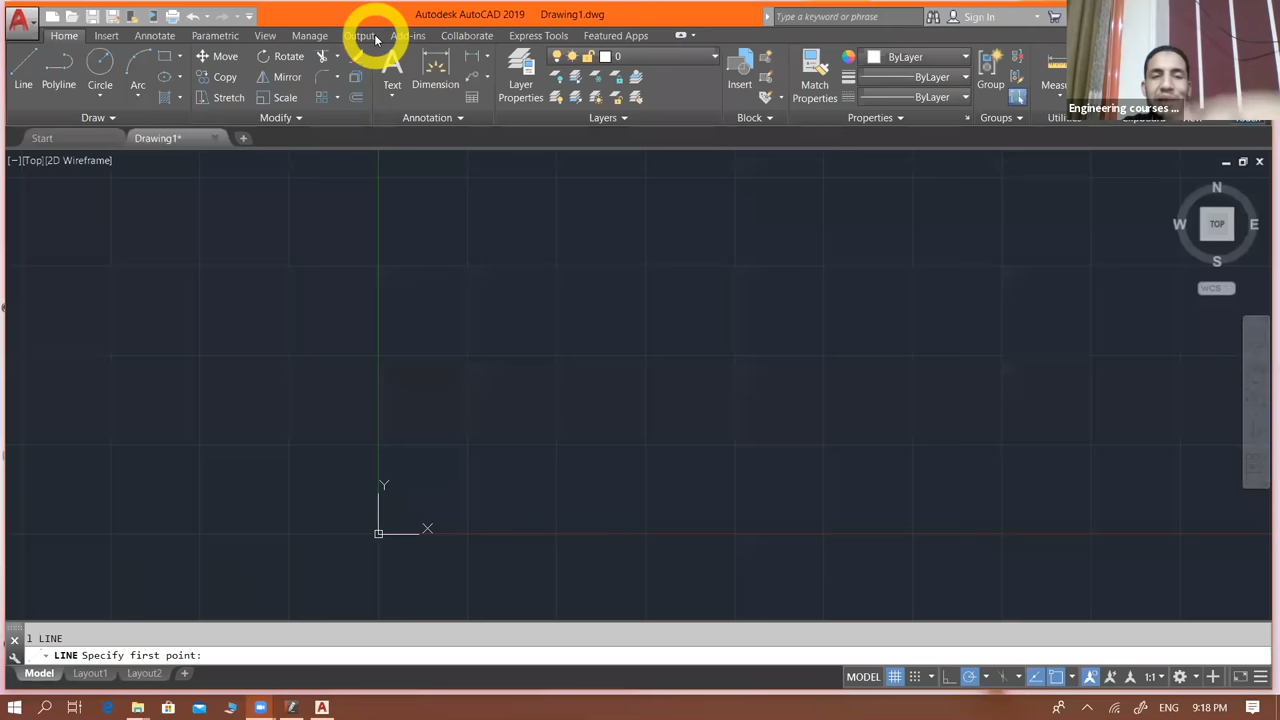 A
Autodesk AutoCAD 2019 Drawing1.dwg
Type a keyword or phrase
Sign In
Home Insert Annotate Parametric View Manage Output Add-ins Collaborate Express Tools Featured Apps
Line Polyline Circle Arc
Move Rotate
Copy Mirror
Stretch Scale
Text Dimension
Layer Properties
0
Insert
Match Properties
ByLayer
ByLayer
ByLayer
Group
Draw Modify Annotation Layers Block Properties Groups
Engineering courses ...
Start Drawing1*
[−][Top][2D Wireframe]
N
W TOP E
S
WCS
Y
X
1 LINE
LINE Specify first point:
Model Layout1 Layout2
MODEL 1:1
ENG 9:18 PM